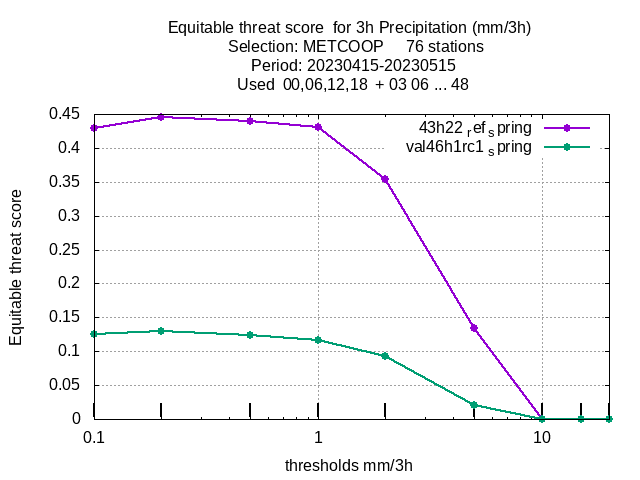 Equitable threat score  for 3h Precipitation (mm/3h)
Selection: METCOOP     76 stations
Period: 20230415-20230515
Used  00,06,12,18  + 03 06 ... 48
43h22 ref spring
val46h1rc1 spring
0.45
0.4
0.35
0.3
0.25
0.2
0.15
0.1
0.05
0
Equitable threat score
0.1 1 10
thresholds mm/3h